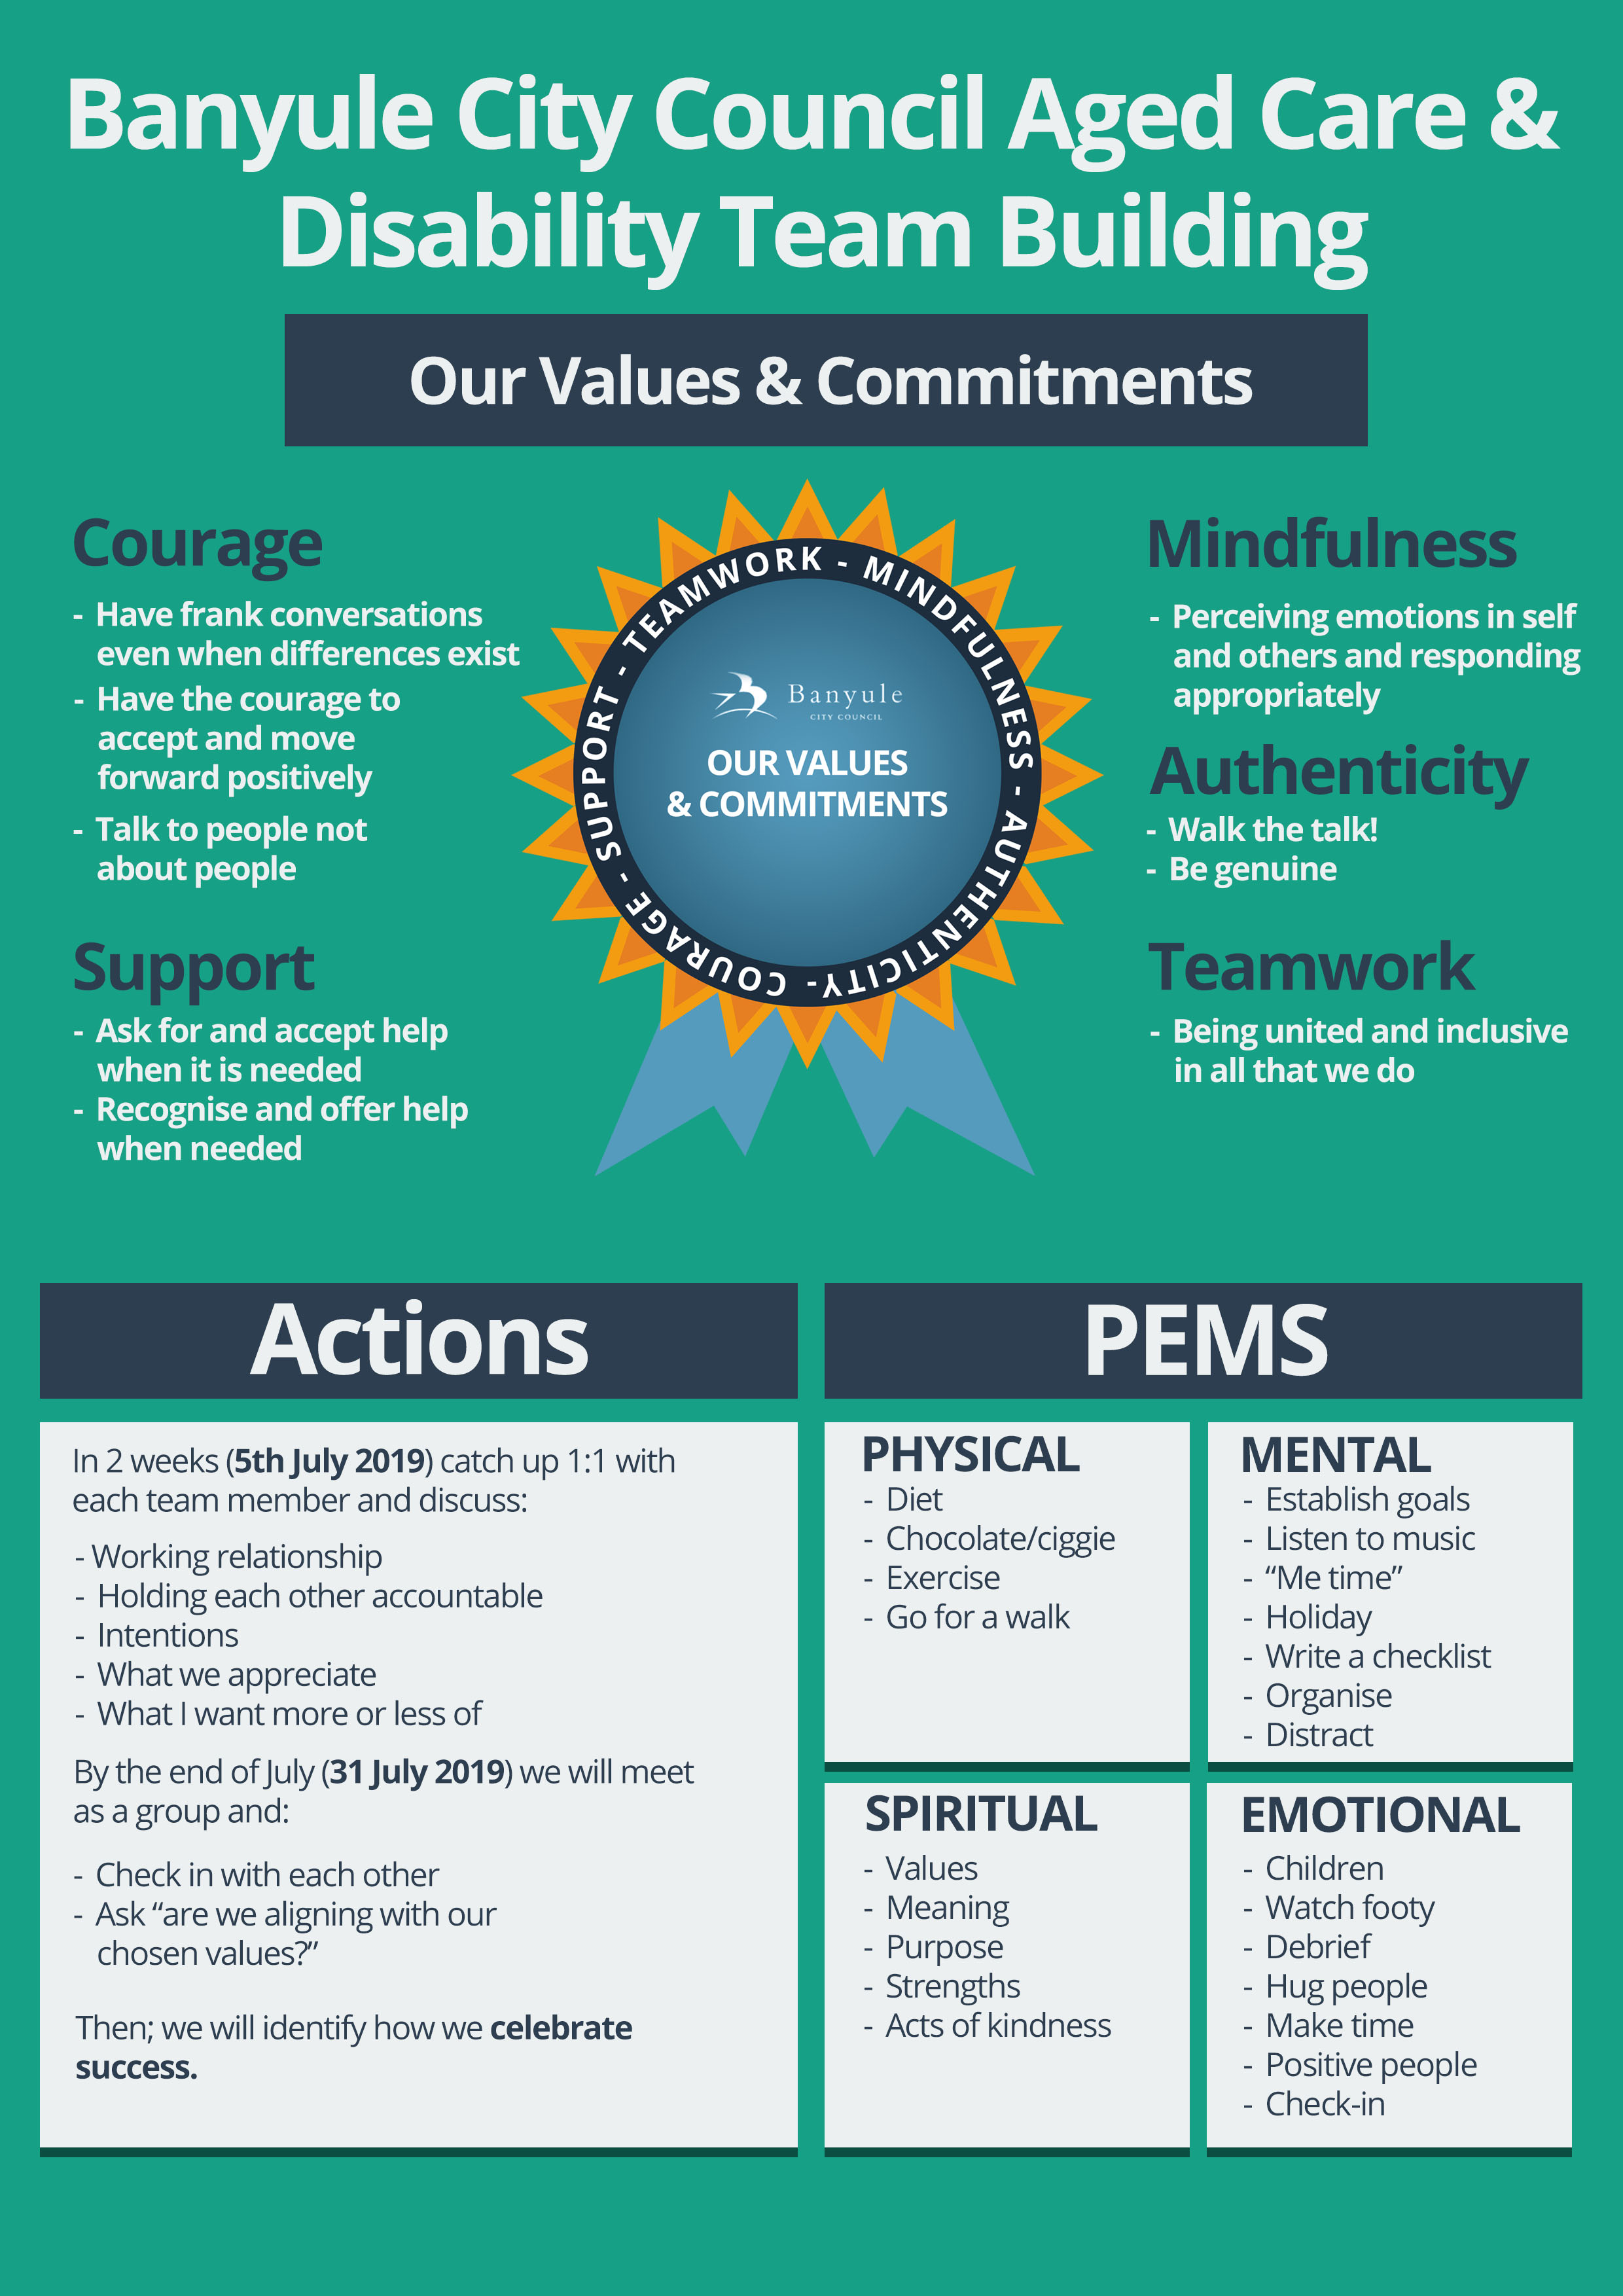 Banyule City Council Aged Care &
Disability Team Building
Our Values & Commitments
Courage
- Have frank conversations
even when differences exist
- Have the courage to
accept and move
forward positively
- Talk to people not
about people
Support
- Ask for and accept help
when it is needed
- Recognise and offer help
when needed
SUPPORT - TEAMWORK - MINDFULNESS - AUTHENTICITY - COURAGE -
Banyule
CITY COUNCIL
OUR VALUES
& COMMITMENTS
Mindfulness
- Perceiving emotions in self
and others and responding
appropriately
Authenticity
- Walk the talk!
- Be genuine
Teamwork
- Being united and inclusive
in all that we do
Actions
In 2 weeks (5th July 2019) catch up 1:1 with
each team member and discuss:
- Working relationship
- Holding each other accountable
- Intentions
- What we appreciate
- What I want more or less of
By the end of July (31 July 2019) we will meet
as a group and:
- Check in with each other
- Ask “are we aligning with our
chosen values?”
Then; we will identify how we celebrate
success.
PEMS
PHYSICAL
- Diet
- Chocolate/ciggie
- Exercise
- Go for a walk
MENTAL
- Establish goals
- Listen to music
- “Me time”
- Holiday
- Write a checklist
- Organise
- Distract
SPIRITUAL
- Values
- Meaning
- Purpose
- Strengths
- Acts of kindness
EMOTIONAL
- Children
- Watch footy
- Debrief
- Hug people
- Make time
- Positive people
- Check-in